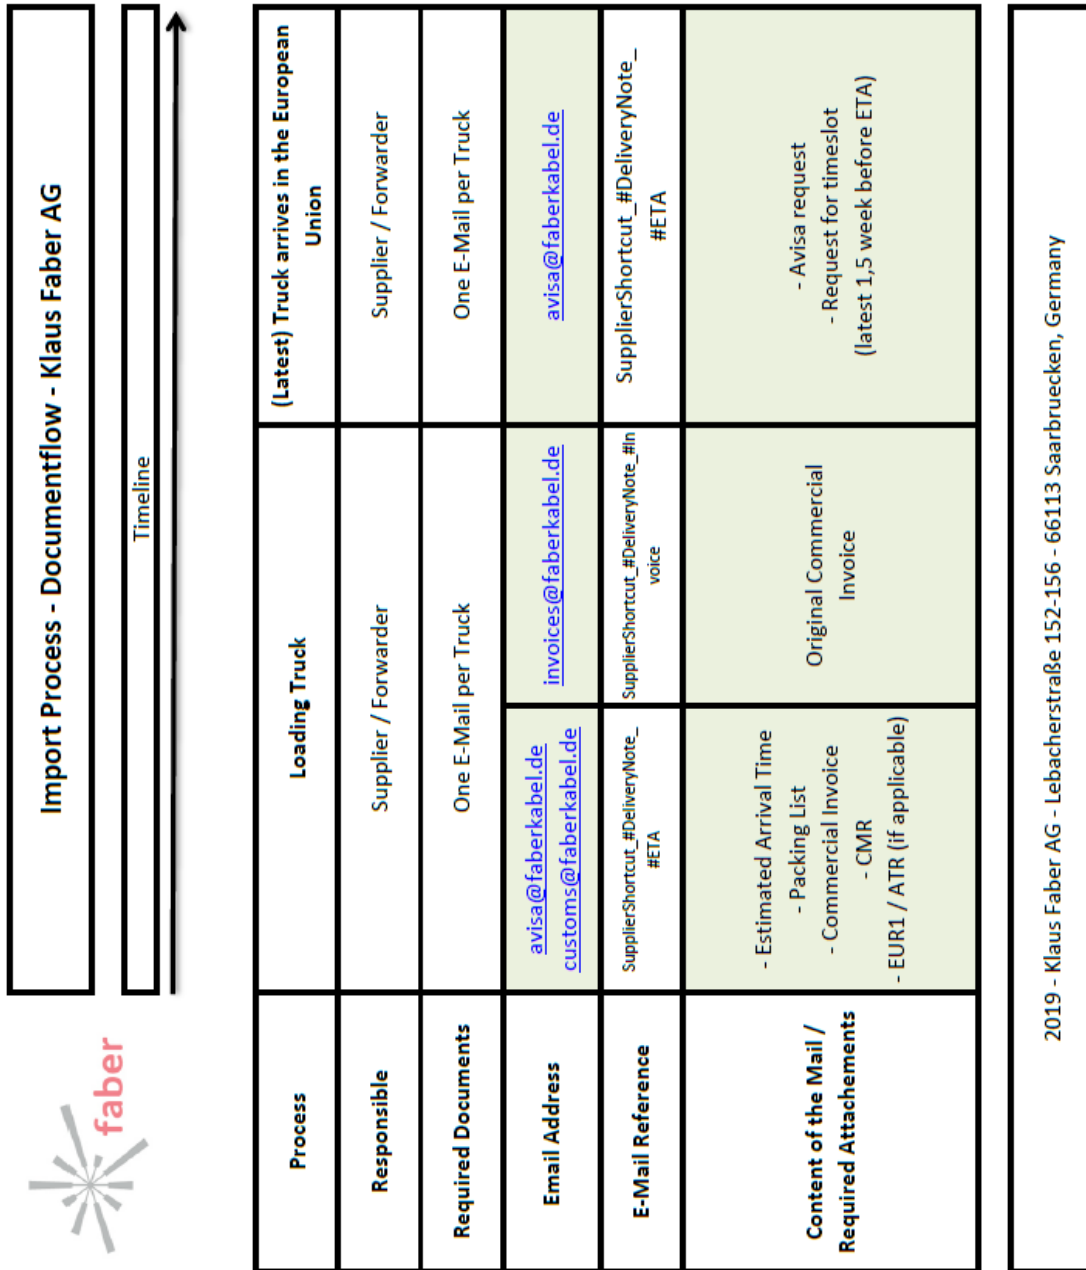 faber
Import Process - Documentflow - Klaus Faber AG
Timeline
Process
Loading Truck
(Latest) Truck arrives in the European
Union
Responsible
Supplier / Forwarder
Supplier / Forwarder
Required Documents
One E-Mail per Truck
One E-Mail per Truck
Email Address
avisa@faberkabel.de
customs@faberkabel.de
invoices@faberkabel.de
avisa@faberkabel.de
E-Mail Reference
SupplierShortcut_#DeliveryNote_
#ETA
SupplierShortcut_#DeliveryNote_#In
voice
SupplierShortcut_#DeliveryNote_
#ETA
Content of the Mail /
Required Attachements
- Estimated Arrival Time
- Packing List
- Commercial Invoice
- CMR
- EUR1 / ATR (if applicable)
Original Commercial
Invoice
- Avisa request
- Request for timeslot
(latest 1,5 week before ETA)
2019 - Klaus Faber AG - Lebacherstraße 152-156 - 66113 Saarbruecken, Germany